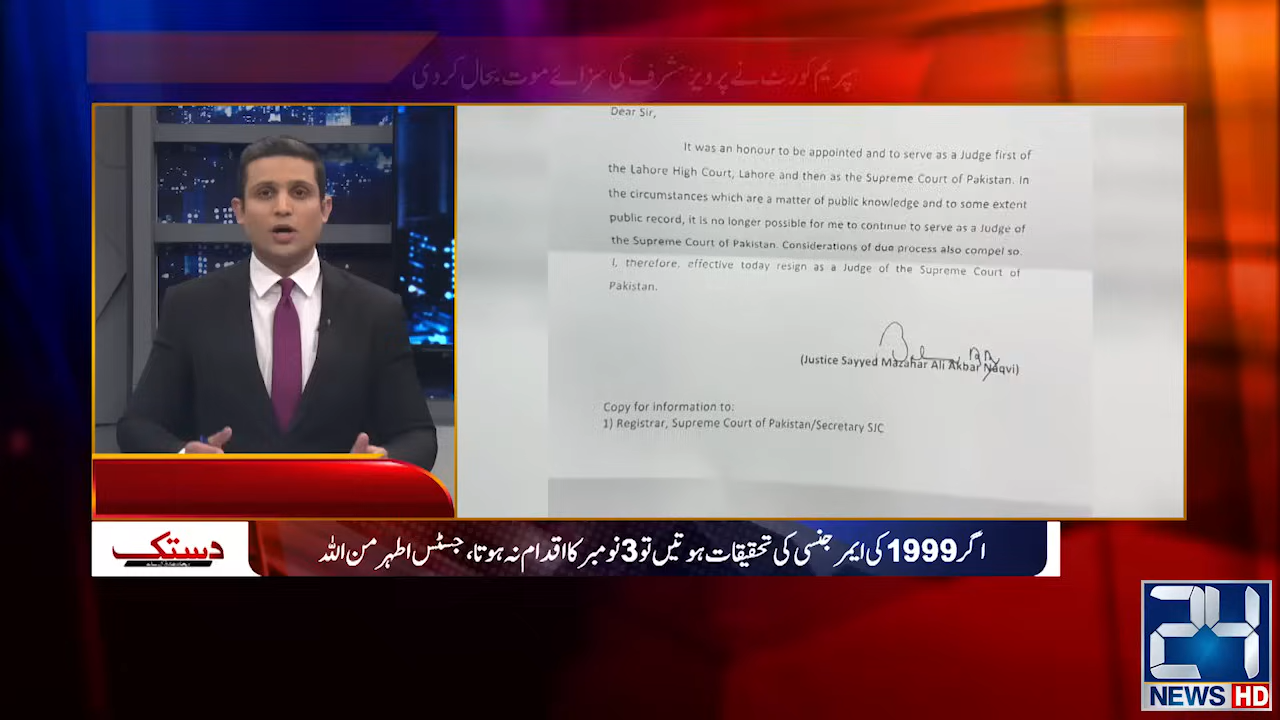 سپریم کورٹ نے پرویز مشرف کی سزائے موت بحال کر دی
Dear Sir,
It was an honour to be appointed and to serve as a Judge first of
the Lahore High Court, Lahore and then as the Supreme Court of Pakistan. In
the circumstances which are a matter of public knowledge and to some extent
public record, it is no longer possible for me to continue to serve as a Judge of
the Supreme Court of Pakistan. Considerations of due process also compel so.
I, therefore, effective today resign as a Judge of the Supreme Court of
Pakistan.
(Justice Sayyed Mazahar Ali Akbar Naqvi)
Copy for information to:
1) Registrar, Supreme Court of Pakistan/Secretary SJC
دستک
اگر 1999 کی ایمرجنسی کی تحقیقات ہوتیں تو 3 نومبر کا اقدام نہ ہوتا، جسٹس اطہر من اللہ
24
NEWS HD